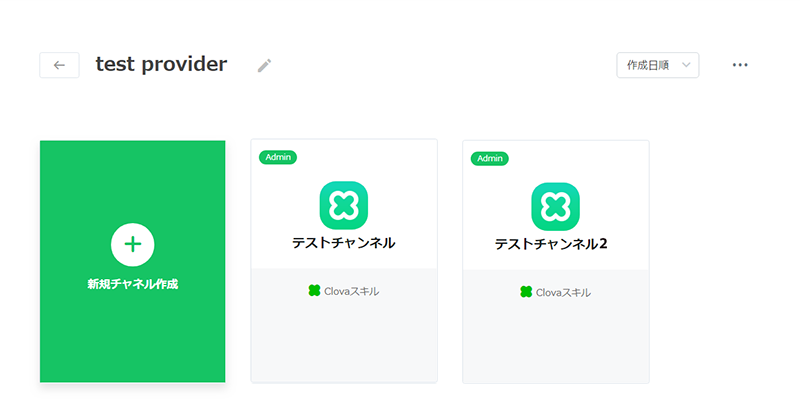 test provider
作成日順
新規チャネル作成
Admin
テストチャンネル
Clovaスキル
Admin
テストチャンネル2
Clovaスキル